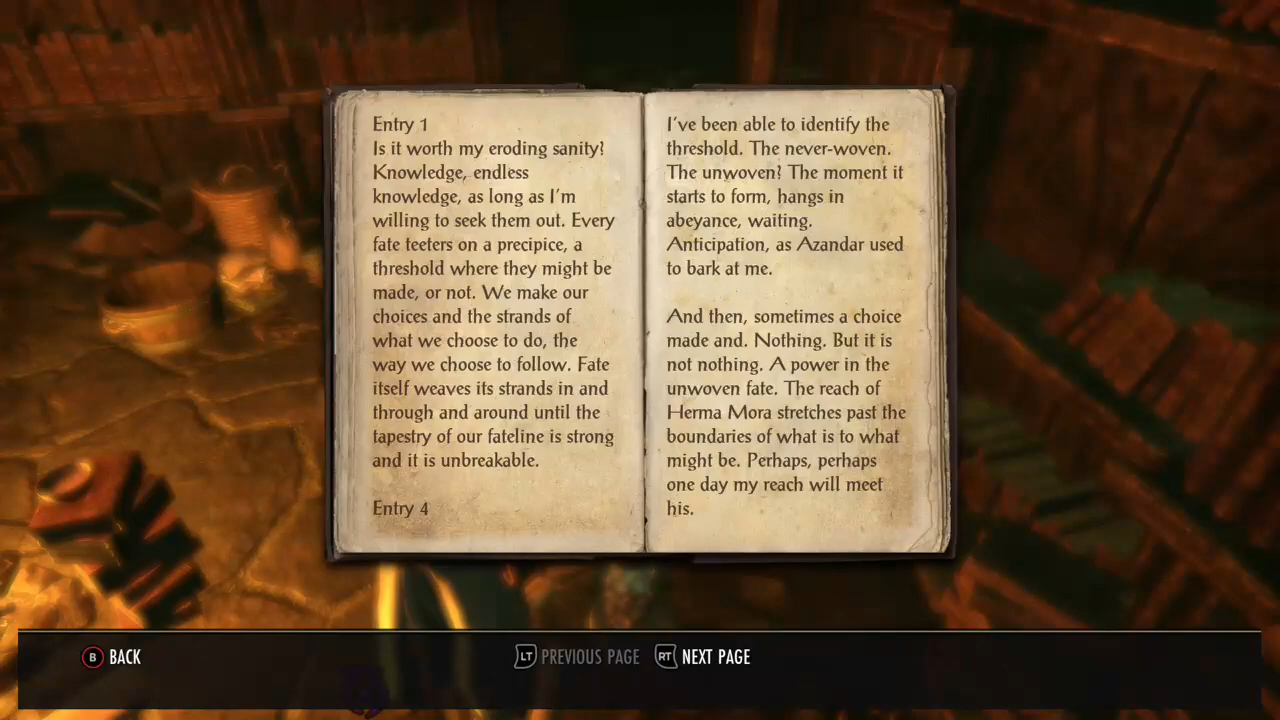 Entry 1
Is it worth my eroding sanity?
Knowledge, endless
knowledge, as long as I'm
willing to seek them out. Every
fate teeters on a precipice, a
threshold where they might be
made, or not. We make our
choices and the strands of
what we choose to do, the
way we choose to follow. Fate
itself weaves its strands in and
through and around until the
tapestry of our fateline is strong
and it is unbreakable.
Entry 4
I've been able to identify the
threshold. The never-woven.
The unwoven? The moment it
starts to form, hangs in
abeyance, waiting.
Anticipation, as Azandar used
to bark at me.
And then, sometimes a choice
made and. Nothing. But it is
not nothing. A power in the
unwoven fate. The reach of
Herma Mora stretches past the
boundaries of what is to what
might be. Perhaps, perhaps
one day my reach will meet
his.
B BACK
LT PREVIOUS PAGE RT NEXT PAGE